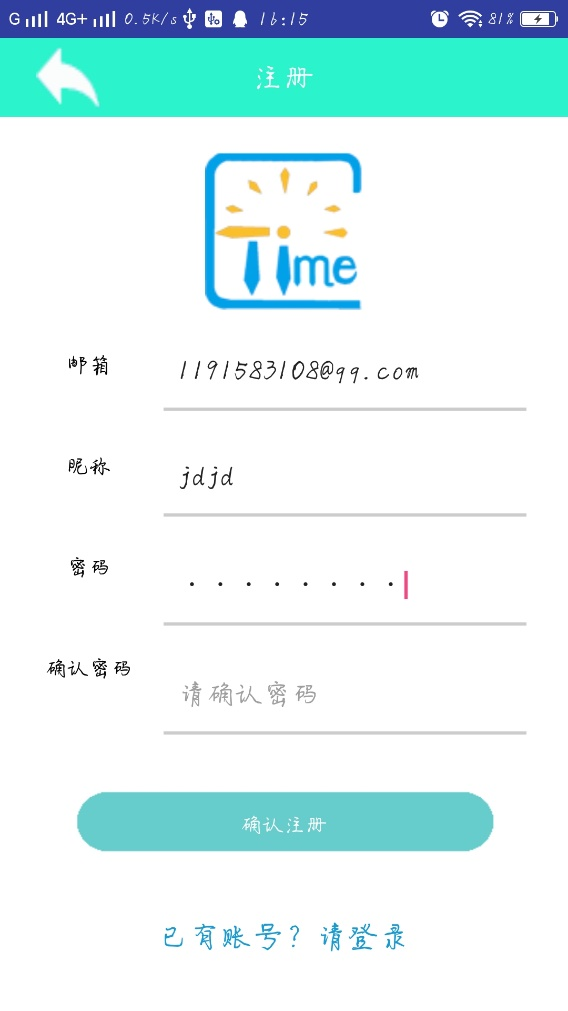 G 4G+ 0.5K/s 16:15 81%
注册
Time
邮箱
1191583108@qq.com
昵称
jdjd
密码
········
确认密码
请确认密码
确认注册
已有账号？请登录